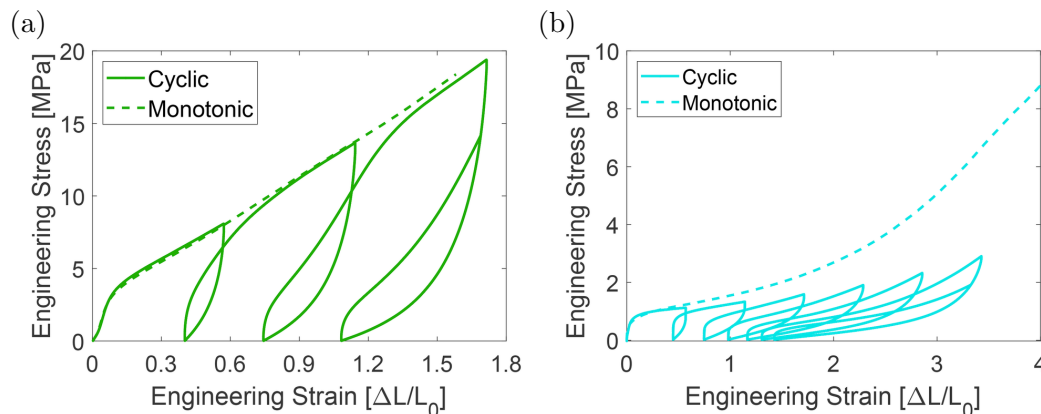 (a)
Engineering Stress [MPa]
20
15
10
5
0
Cyclic
Monotonic
0 0.3 0.6 0.9 1.2 1.5 1.8
Engineering Strain [ΔL/L₀]
(b)
Engineering Stress [MPa]
10
8
6
4
2
0
Cyclic
Monotonic
0 1 2 3 4
Engineering Strain [ΔL/L₀]